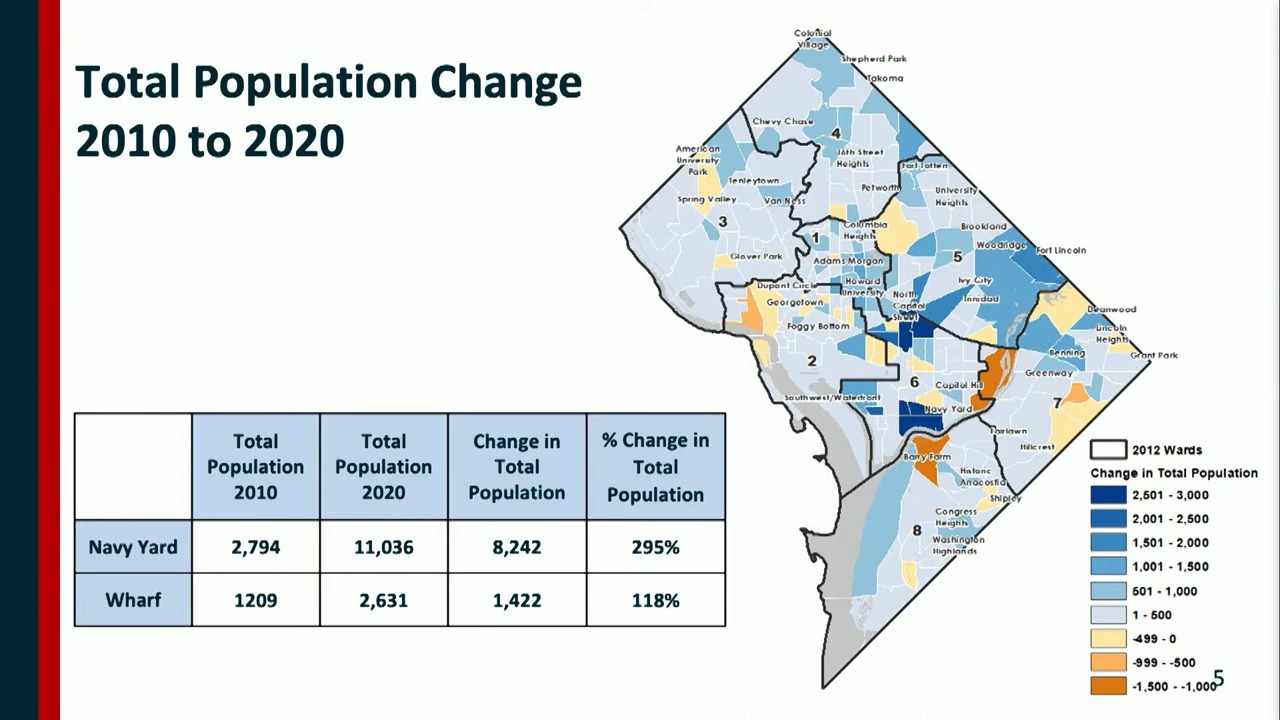 Total Population Change
2010 to 2020
Total
Population
2010
Total
Population
2020
Change in
Total
Population
% Change in
Total
Population
Navy Yard
2,794
11,036
8,242
295%
Wharf
1209
2,631
1,422
118%
Colonial
Village
Shepherd Park
Takoma
Chevy Chase
4
American
University
Park
16th Street
Heights
Fort Totten
Tenleytown
Petworth
University
Heights
Spring Valley
Van Ness
3
Columbia
Heights
1
Brookland
Woodridge
Fort Lincoln
Glover Park
Adams Morgan
5
Dupont Circle
Howard
University
Ivy City
Georgetown
North
Capitol
Street
Trinidad
Deanwood
Foggy Bottom
Lincoln
Heights
Benning
Grant Park
2
Greenway
6
Capitol Hill
Southwest/Waterfront
Navy Yard
7
Fairlawn
Hillcrest
Barry Farm
Historic
Anacostia
Shipley
Congress
Heights
8
Washington
Highlands
2012 Wards
Change in Total Population
2,501 - 3,000
2,001 - 2,500
1,501 - 2,000
1,001 - 1,500
501 - 1,000
1 - 500
-499 - 0
-999 - -500
-1,500 - -1,000
5